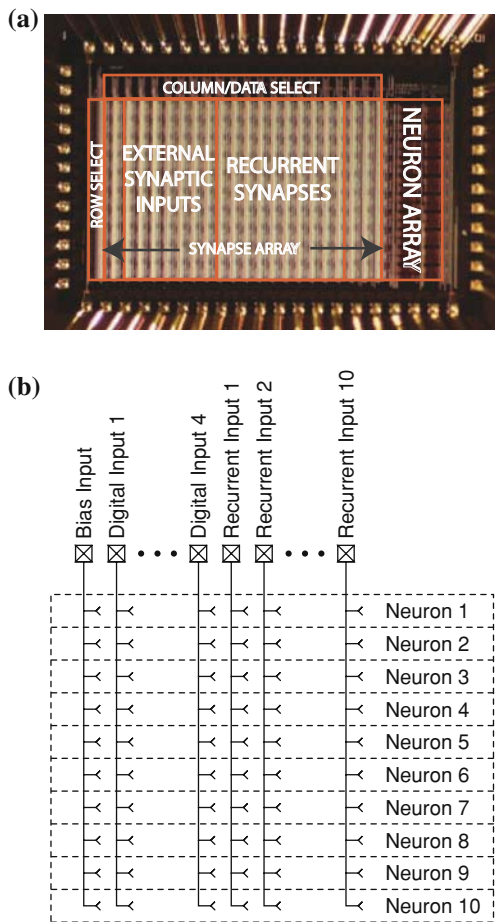 (a)
COLUMN/DATA SELECT
ROW SELECT
EXTERNAL
SYNAPTIC
INPUTS
RECURRENT
SYNAPSES
SYNAPSE ARRAY
NEURON ARRAY
(b)
Bias Input
Digital Input 1
Digital Input 4
Recurrent Input 1
Recurrent Input 2
Recurrent Input 10
Neuron 1
Neuron 2
Neuron 3
Neuron 4
Neuron 5
Neuron 6
Neuron 7
Neuron 8
Neuron 9
Neuron 10